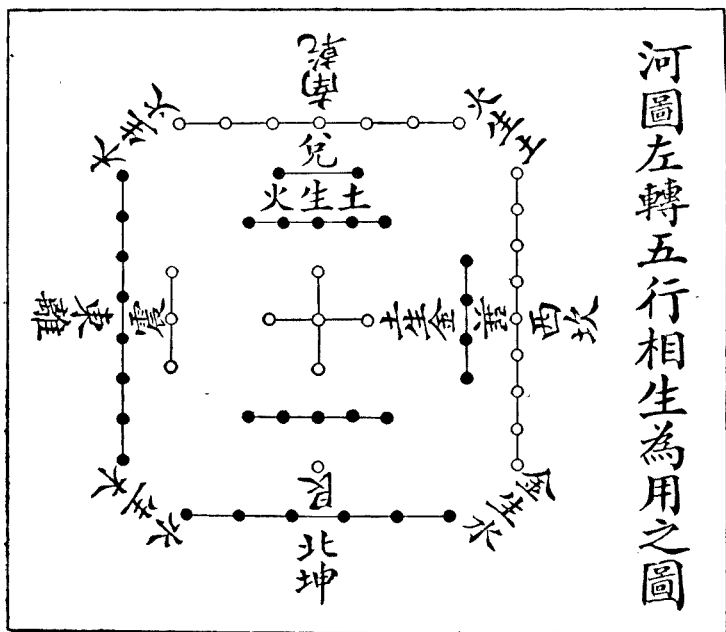 河圖左轉五行相生為用之圖
乾南
兌
火生土
火生土
土生金
巽
西坎
金生水
艮
北坤
水生木
震
東離
木生火